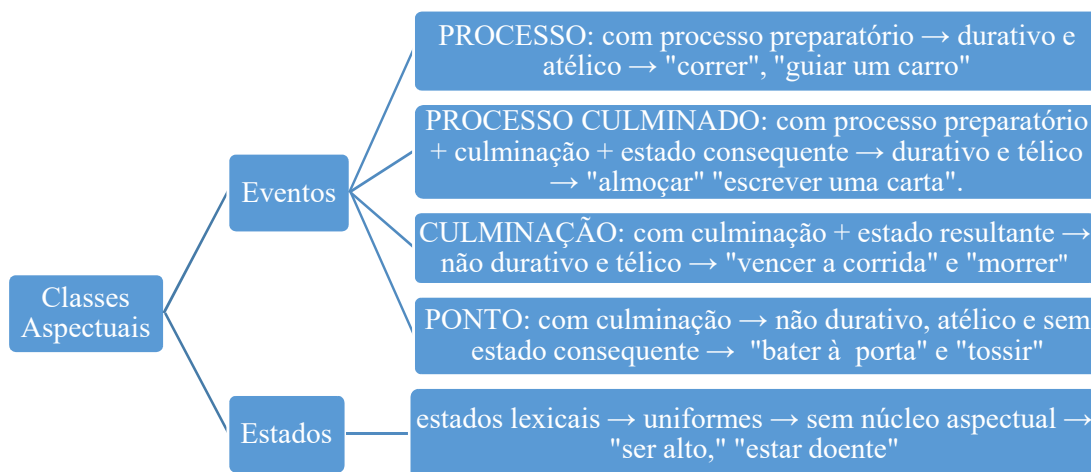 PROCESSO: com processo preparatório → durativo e
atélico → "correr", "guiar um carro"
PROCESSO CULMINADO: com processo preparatório
+ culminação + estado consequente → durativo e télico
→ "almoçar" "escrever uma carta".
Eventos
CULMINAÇÃO: com culminação + estado resultante →
não durativo e télico → "vencer a corrida" e "morrer"
Classes
Aspectuais
PONTO: com culminação → não durativo, atélico e sem
estado consequente → "bater à porta" e "tossir"
Estados
estados lexicais → uniformes → sem núcleo aspectual →
"ser alto," "estar doente"